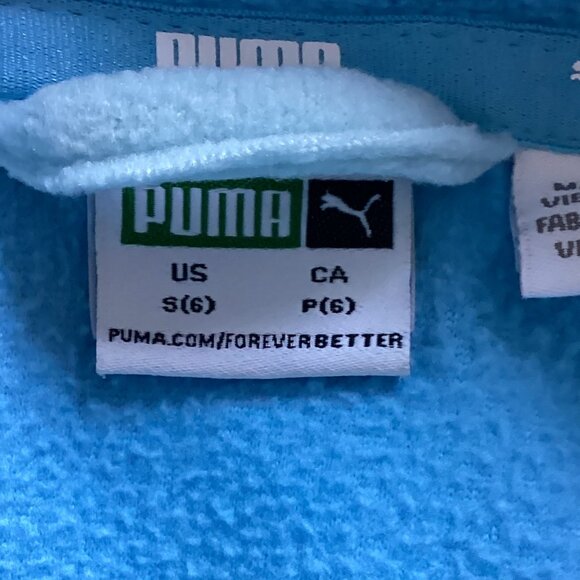 PUMA
PUMA
US CA
S(6) P(6)
PUMA.COM/FOREVERBETTER